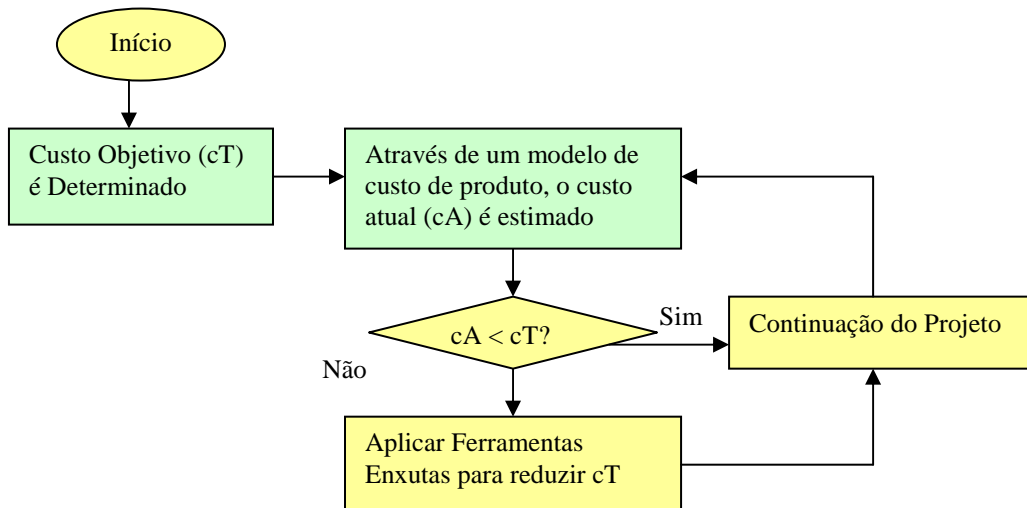 Início
Custo Objetivo (cT)
é Determinado
Através de um modelo de
custo de produto, o custo
atual (cA) é estimado
cA < cT?
Sim
Continuação do Projeto
Não
Aplicar Ferramentas
Enxutas para reduzir cT